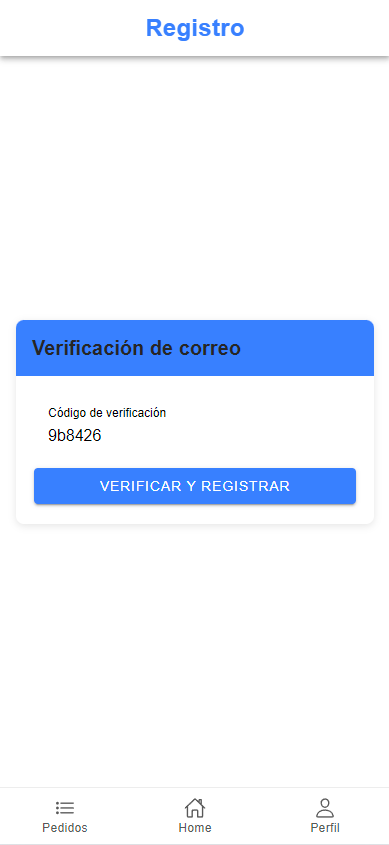 Registro
Verificación de correo
Código de verificación
9b8426
VERIFICAR Y REGISTRAR
Pedidos
Home
Perfil